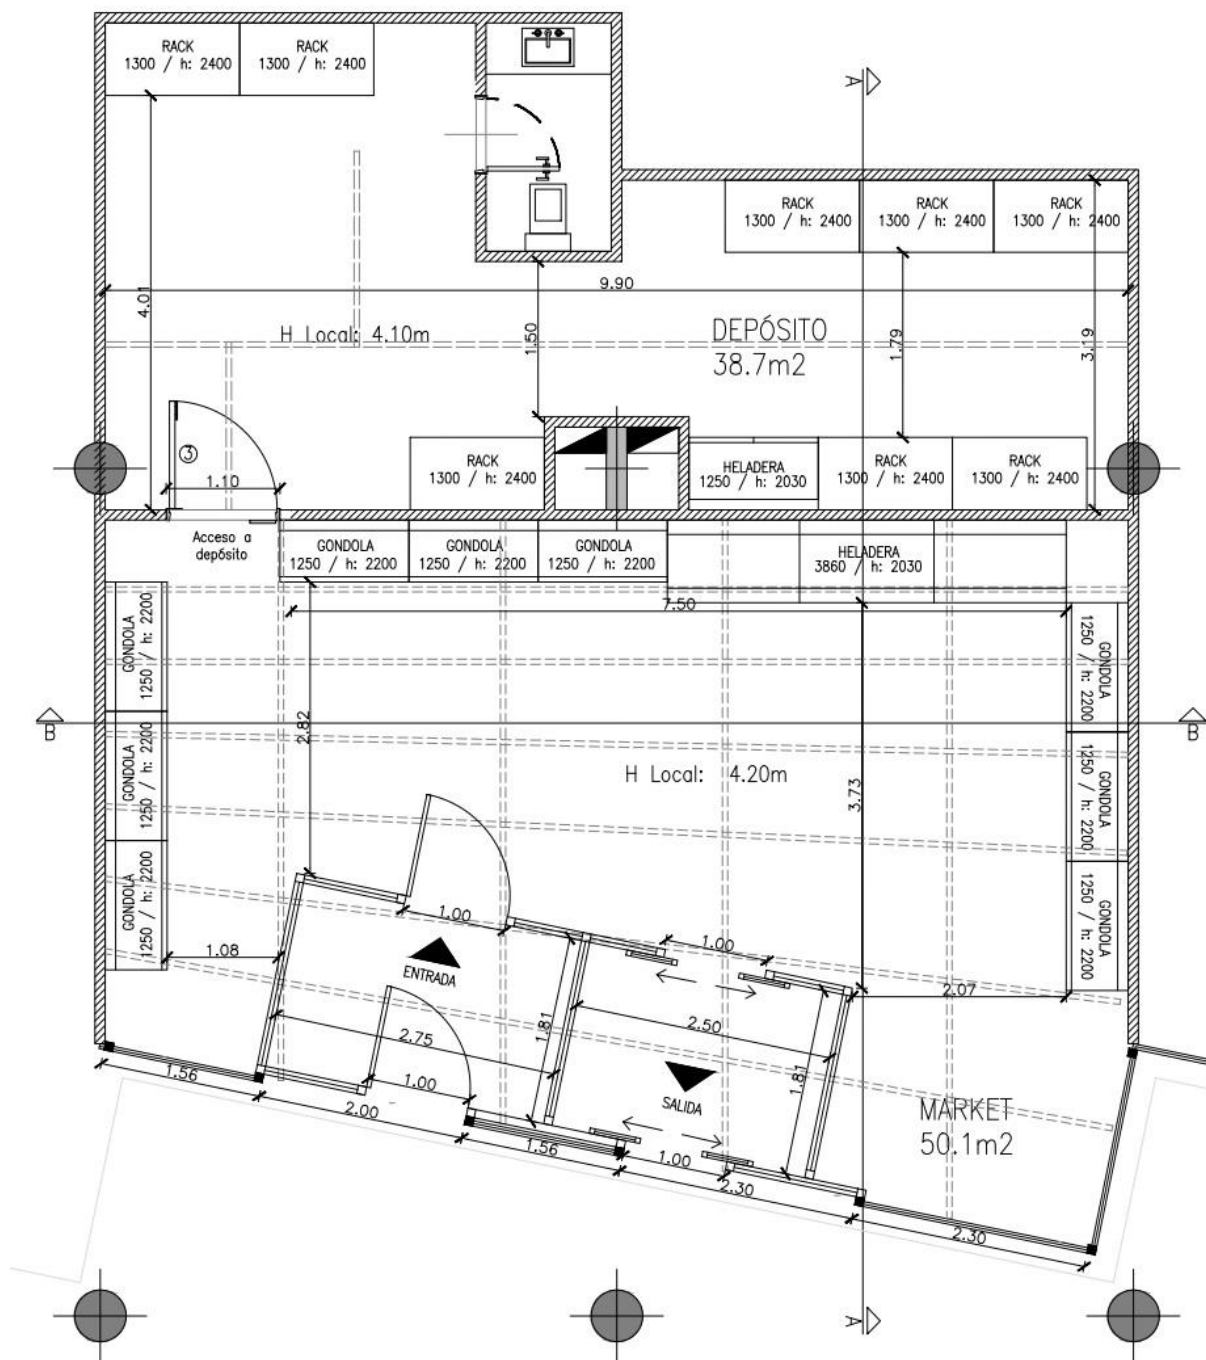 RACK
1300 / h: 2400
RACK
1300 / h: 2400
A
RACK
1300 / h: 2400
RACK
1300 / h: 2400
RACK
1300 / h: 2400
9.90
4.01
H Local: 4.10m
1.50
DEPÓSITO
38.7m2
1.79
3.19
3
1.10
RACK
1300 / h: 2400
HELADERA
1250 / h: 2030
RACK
1300 / h: 2400
RACK
1300 / h: 2400
Acceso a
depósito
GONDOLA
1250 / h: 2200
GONDOLA
1250 / h: 2200
GONDOLA
1250 / h: 2200
HELADERA
3860 / h: 2030
7.50
GONDOLA
1250 / h: 2200
GONDOLA
1250 / h: 2200
GONDOLA
1250 / h: 2200
GONDOLA
1250 / h: 2200
GONDOLA
1250 / h: 2200
GONDOLA
1250 / h: 2200
B
B
2.82
H Local: 4.20m
3.73
1.00
1.00
1.08
ENTRADA
2.07
2.75
1.81
2.50
1.81
1.00
SALIDA
MARKET
50.1m2
1.56
2.00
1.56
1.00
2.30
2.30
A